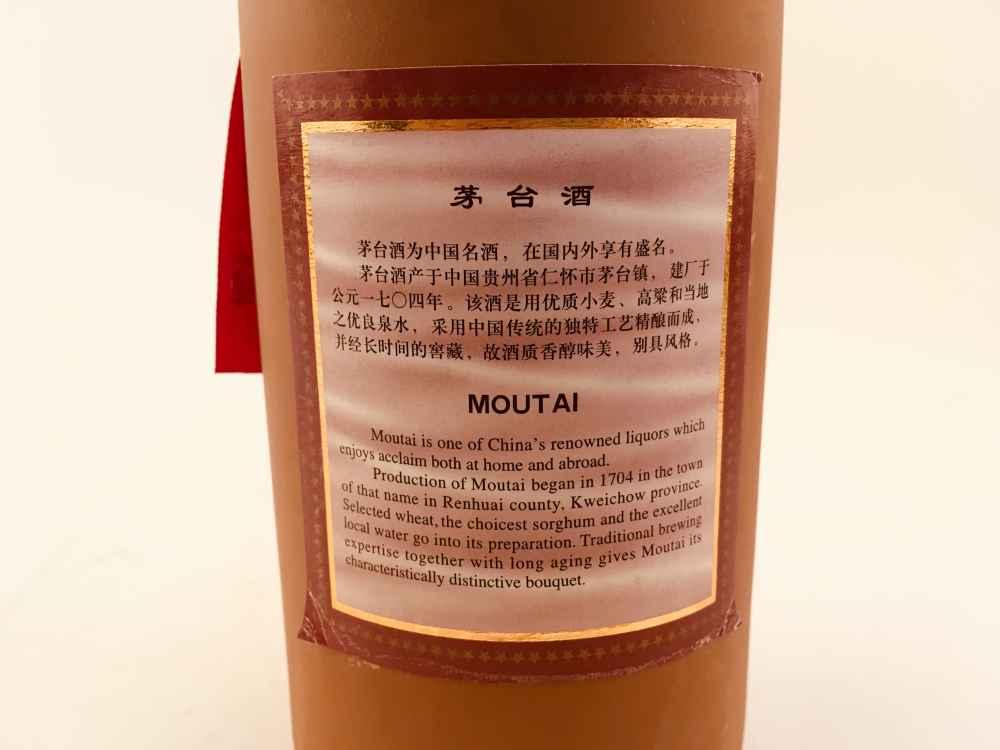 茅台酒
茅台酒为中国名酒，在国内外享有盛名。
茅台酒产于中国贵州省仁怀市茅台镇，建厂于
公元一七〇四年。该酒是用优质小麦、高粱和当地
之优良泉水，采用中国传统的独特工艺精酿而成，
并经长时间的窖藏，故酒质香醇味美，别具风格。
MOUTAI
Moutai is one of China's renowned liquors which
enjoys acclaim both at home and abroad.
Production of Moutai began in 1704 in the town
of that name in Renhuai county, Kweichow province.
Selected wheat, the choicest sorghum and the excellent
local water go into its preparation. Traditional brewing
expertise together with long aging gives Moutai its
characteristically distinctive bouquet.